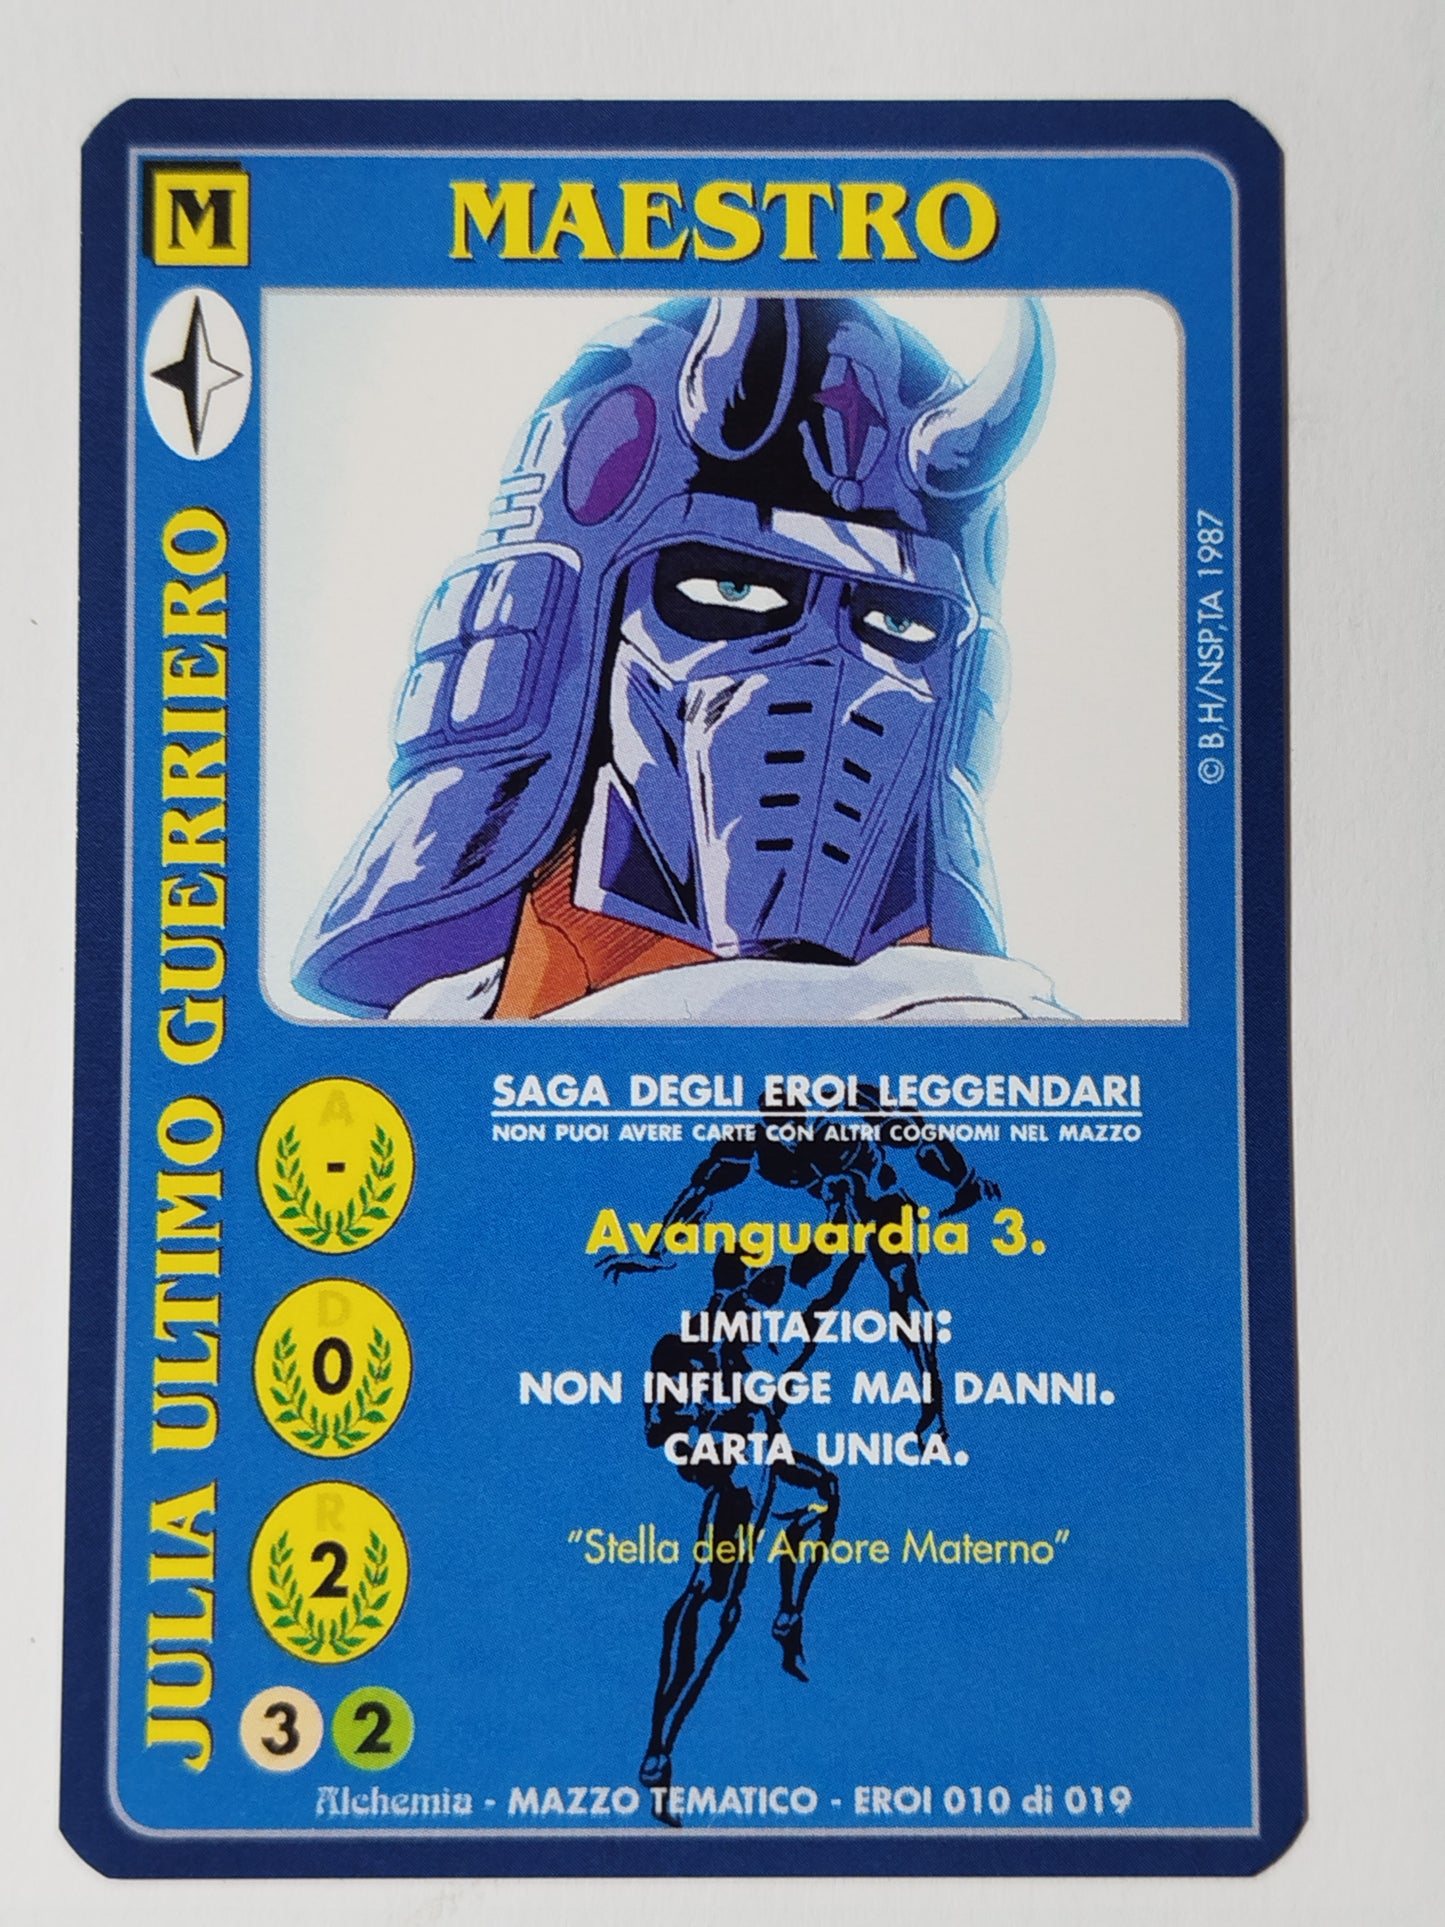 M
MAESTRO
JULIA ULTIMO GUERRIERO
© B,H/NSP,TA 1987
A
-
D
0
R
2
3 2
SAGA DEGLI EROI LEGGENDARI
NON PUOI AVERE CARTE CON ALTRI COGNOMI NEL MAZZO
Avanguardia 3.
LIMITAZIONI:
NON INFLIGGE MAI DANNI.
CARTA UNICA.
~
"Stella dell'Amore Materno"
Alchemia - MAZZO TEMATICO - EROI 010 di 019